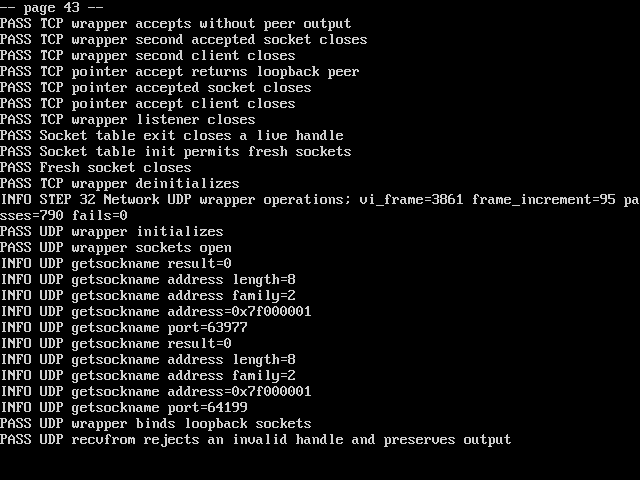 -- page 43 --
PASS TCP wrapper accepts without peer output
PASS TCP wrapper second accepted socket closes
PASS TCP wrapper second client closes
PASS TCP pointer accept returns loopback peer
PASS TCP pointer accepted socket closes
PASS TCP pointer accept client closes
PASS TCP wrapper listener closes
PASS Socket table exit closes a live handle
PASS Socket table init permits fresh sockets
PASS Fresh socket closes
PASS TCP wrapper deinitializes
INFO STEP 32 Network UDP wrapper operations; vi_frame=3861 frame_increment=95 pa
sses=790 fails=0
PASS UDP wrapper initializes
PASS UDP wrapper sockets open
INFO UDP getsockname result=0
INFO UDP getsockname address length=8
INFO UDP getsockname address family=2
INFO UDP getsockname address=0x7f000001
INFO UDP getsockname port=63977
INFO UDP getsockname result=0
INFO UDP getsockname address length=8
INFO UDP getsockname address family=2
INFO UDP getsockname address=0x7f000001
INFO UDP getsockname port=64199
PASS UDP wrapper binds loopback sockets
PASS UDP recvfrom rejects an invalid handle and preserves output